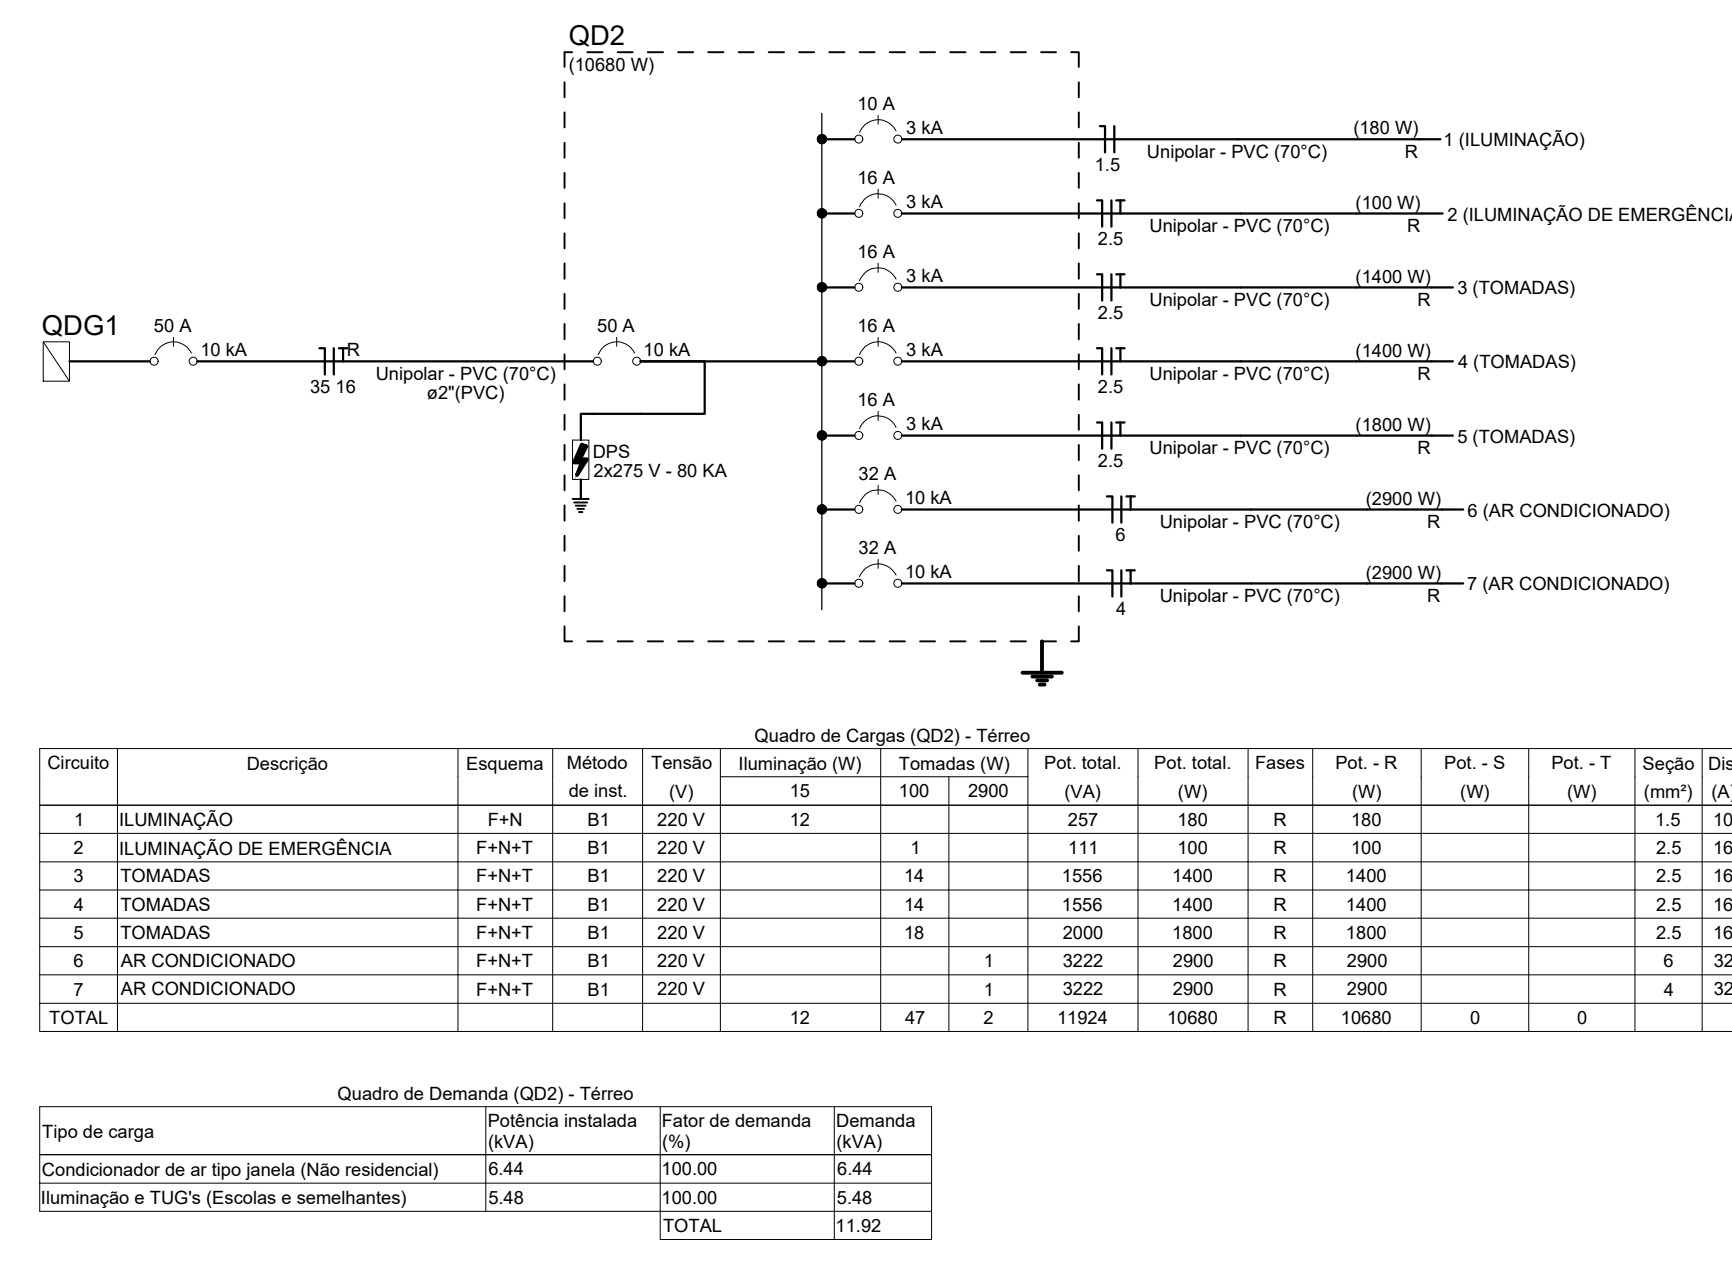 QD2
(10680 W)
10 A
3 kA
(180 W)
1 (ILUMINAÇÃO)
Unipolar - PVC (70°C)
R
1.5
16 A
3 kA
(100 W)
2 (ILUMINAÇÃO DE EMERGÊNCIA
Unipolar - PVC (70°C)
R
2.5
16 A
3 kA
(1400 W)
3 (TOMADAS)
Unipolar - PVC (70°C)
R
2.5
QDG1
50 A
10 kA
R
35 16
Unipolar - PVC (70°C)
ø2"(PVC)
50 A
10 kA
16 A
3 kA
(1400 W)
4 (TOMADAS)
Unipolar - PVC (70°C)
R
2.5
16 A
3 kA
(1800 W)
5 (TOMADAS)
Unipolar - PVC (70°C)
R
2.5
DPS
2x275 V - 80 KA
32 A
10 kA
(2900 W)
6 (AR CONDICIONADO)
Unipolar - PVC (70°C)
R
6
32 A
10 kA
(2900 W)
7 (AR CONDICIONADO)
Unipolar - PVC (70°C)
R
4
Quadro de Cargas (QD2) - Térreo
Circuito Descrição Esquema Método Tensão Iluminação (W) Tomadas (W) Pot. total. Pot. total. Fases Pot. - R Pot. - S Pot. - T Seção Dis
de inst. (V) 15 100 2900 (VA) (W) (W) (W) (W) (mm²) (A)
1 ILUMINAÇÃO F+N B1 220 V 12 257 180 R 180 1.5 10
2 ILUMINAÇÃO DE EMERGÊNCIA F+N+T B1 220 V 1 111 100 R 100 2.5 16
3 TOMADAS F+N+T B1 220 V 14 1556 1400 R 1400 2.5 16
4 TOMADAS F+N+T B1 220 V 14 1556 1400 R 1400 2.5 16
5 TOMADAS F+N+T B1 220 V 18 2000 1800 R 1800 2.5 16
6 AR CONDICIONADO F+N+T B1 220 V 1 3222 2900 R 2900 6 32
7 AR CONDICIONADO F+N+T B1 220 V 1 3222 2900 R 2900 4 32
TOTAL 12 47 2 11924 10680 R 10680 0 0
Quadro de Demanda (QD2) - Térreo
Tipo de carga Potência instalada Fator de demanda Demanda
(kVA) (%) (kVA)
Condicionador de ar tipo janela (Não residencial) 6.44 100.00 6.44
Iluminação e TUG's (Escolas e semelhantes) 5.48 100.00 5.48
TOTAL 11.92